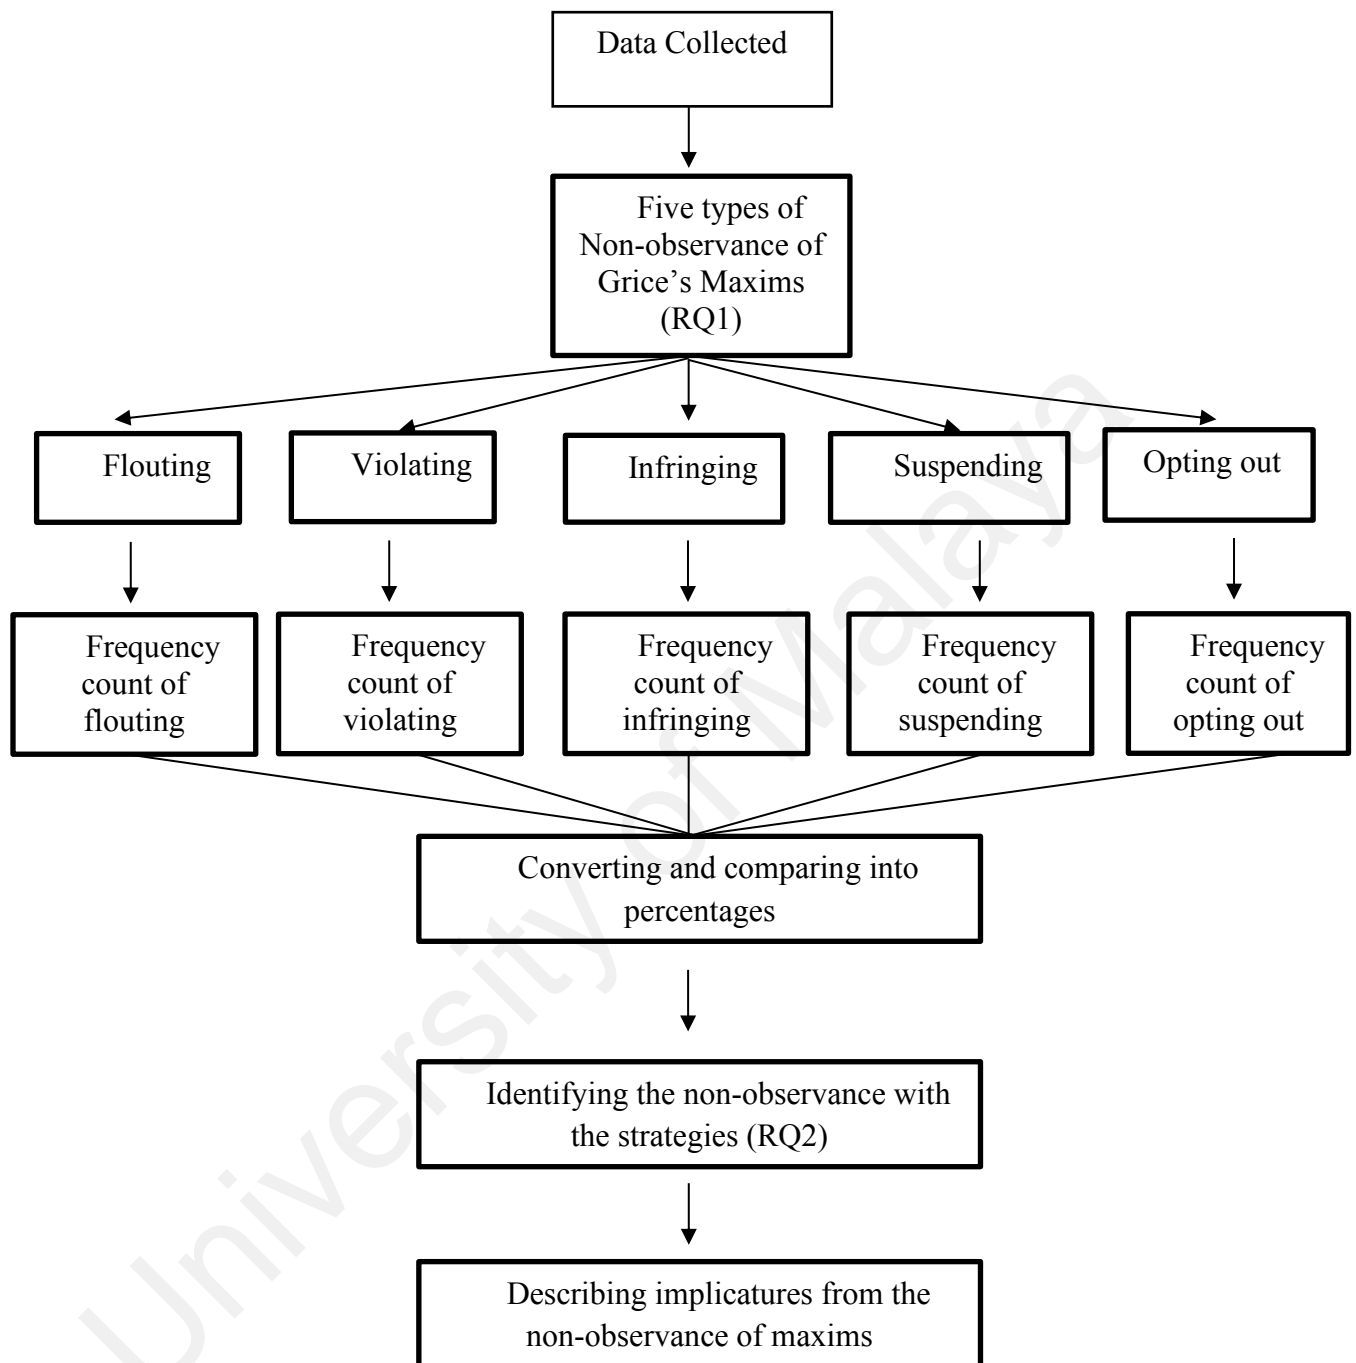 Data Collected
Five types of
Non-observance of
Grice’s Maxims
(RQ1)
Flouting
Violating
Infringing
Suspending
Opting out
Frequency
count of
flouting
Frequency
count of
violating
Frequency
count of
infringing
Frequency
count of
suspending
Frequency
count of
opting out
Converting and comparing into
percentages
Identifying the non-observance with
the strategies (RQ2)
Describing implicatures from the
non-observance of maxims
University of Malaya